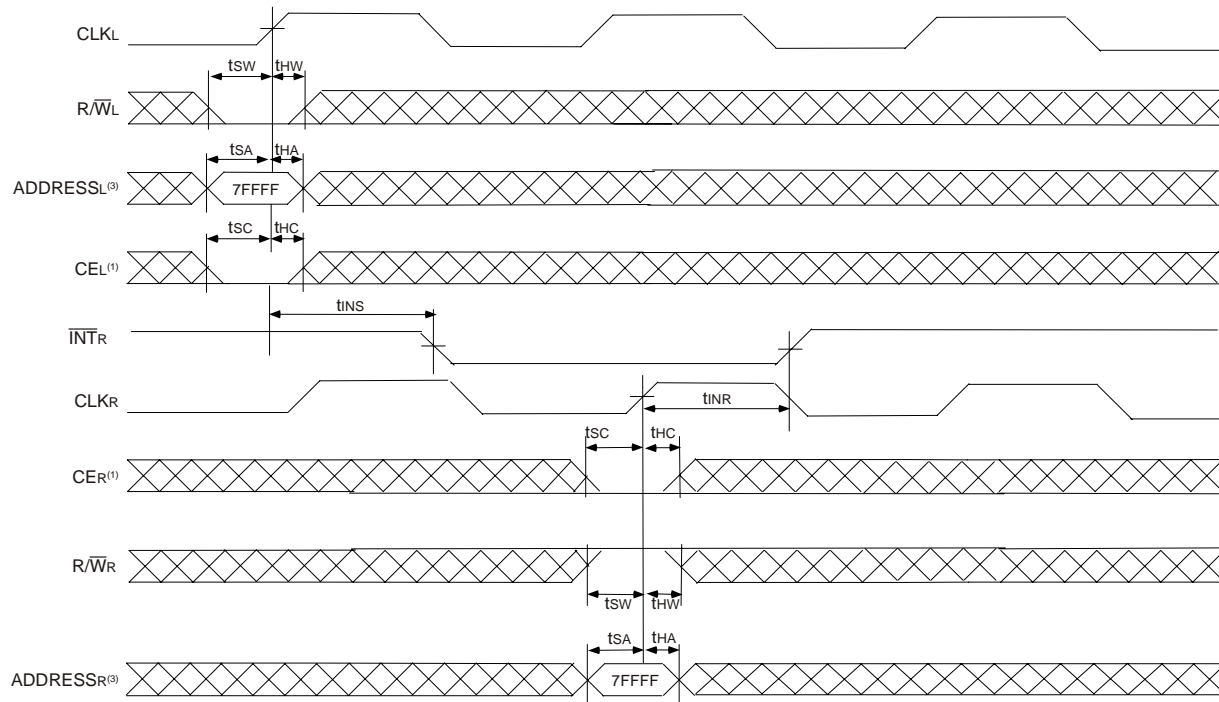 CLKL
tSW tHW
R/W̅L
tSA tHA
ADDRESSL(3) 7FFFF
tSC tHC
CEL(1)
tINS
I̅N̅T̅R
CLKR
tINR
tSC tHC
CER(1)
R/W̅R
tSW tHW
tSA tHA
ADDRESSR(3) 7FFFF